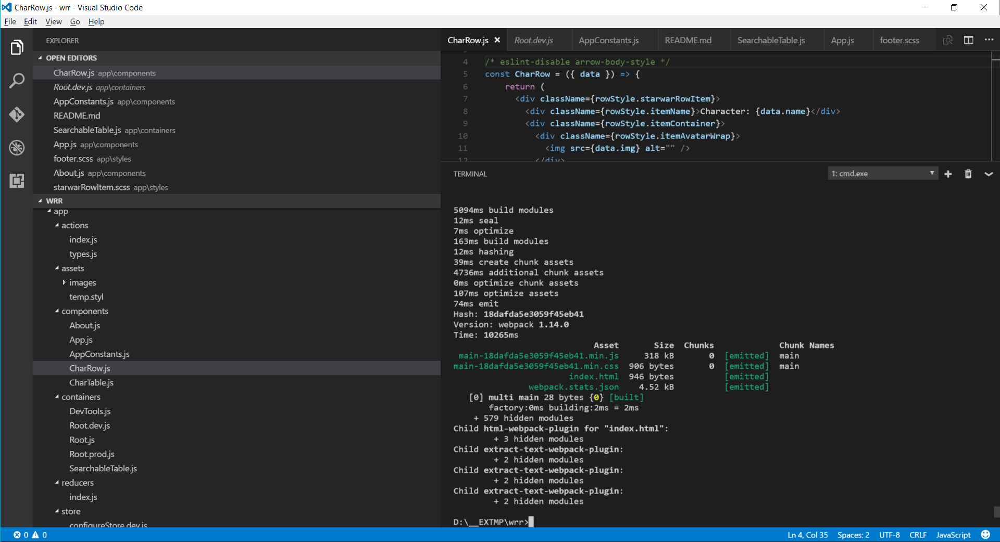 CharRow.js - wrr - Visual Studio Code
File Edit View Go Help
EXPLORER
OPEN EDITORS
CharRow.js app\components
Root.dev.js app\containers
AppConstants.js app\components
README.md
SearchableTable.js app\containers
App.js app\components
footer.scss app\styles
About.js app\components
starwarRowItem.scss app\styles
WRR
app
actions
index.js
types.js
assets
images
temp.styl
components
About.js
App.js
AppConstants.js
CharRow.js
CharTable.js
containers
DevTools.js
Root.dev.js
Root.js
Root.prod.js
SearchableTable.js
reducers
index.js
store
configureStore.dev.js
CharRow.js Root.dev.js AppConstants.js README.md SearchableTable.js App.js footer.scss
4 /* eslint-disable arrow-body-style */
5 const CharRow = ({ data }) => {
6 return (
7 <div className={rowStyle.starwarRowItem}>
8 <div className={rowStyle.itemName}>Character: {data.name}</div>
9 <div className={rowStyle.itemContainer}>
10 <div className={rowStyle.itemAvatarWrap}>
11 <img src={data.img} alt="" />
12 </div>
TERMINAL
1: cmd.exe
5094ms build modules
12ms seal
7ms optimize
163ms build modules
12ms hashing
39ms create chunk assets
4736ms additional chunk assets
0ms optimize chunk assets
107ms optimize assets
74ms emit
Hash: 18dafda5e3059f45eb41
Version: webpack 1.14.0
Time: 10265ms
Asset Size Chunks Chunk Names
main-18dafda5e3059f45eb41.min.js 318 kB 0 [emitted] main
main-18dafda5e3059f45eb41.min.css 906 bytes 0 [emitted] main
index.html 946 bytes [emitted]
webpack.stats.json 4.52 kB [emitted]
[0] multi main 28 bytes {0} [built]
factory:0ms building:2ms = 2ms
+ 579 hidden modules
Child html-webpack-plugin for "index.html":
+ 3 hidden modules
Child extract-text-webpack-plugin:
+ 2 hidden modules
Child extract-text-webpack-plugin:
+ 2 hidden modules
Child extract-text-webpack-plugin:
+ 2 hidden modules
D:\__EXTMP\wrr>
0 0
Ln 4, Col 35 Spaces: 2 UTF-8 CRLF JavaScript